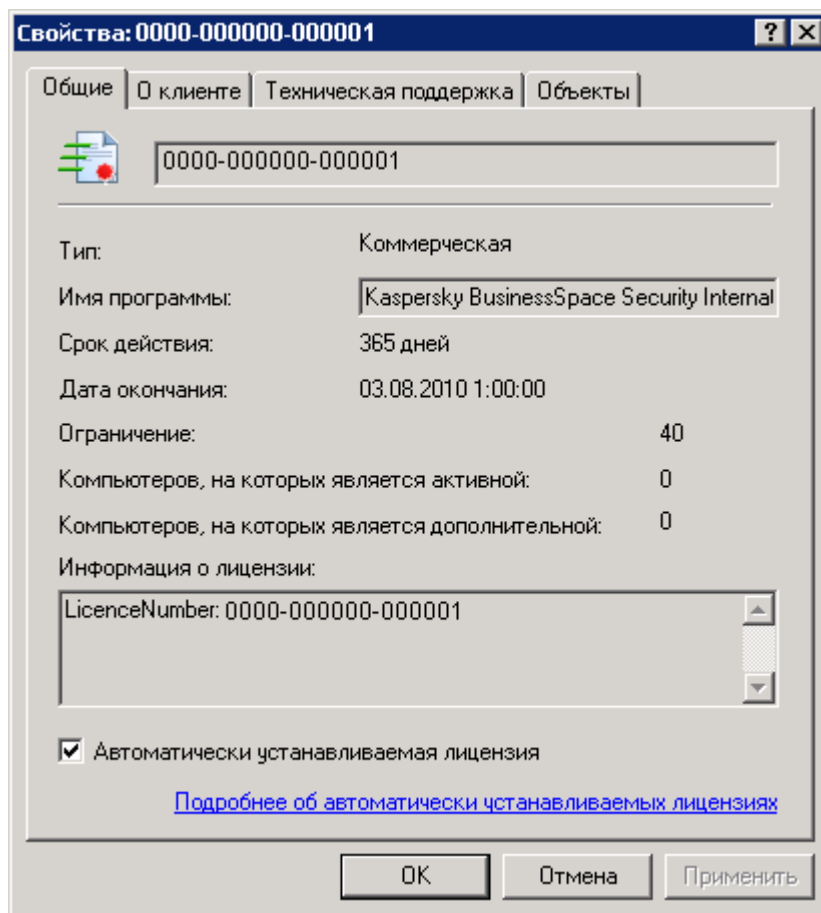 Свойства: 0000-000000-000001
Общие О клиенте Техническая поддержка Объекты
0000-000000-000001
Тип: Коммерческая
Имя программы: Kaspersky BusinessSpace Security Internat
Срок действия: 365 дней
Дата окончания: 03.08.2010 1:00:00
Ограничение: 40
Компьютеров, на которых является активной: 0
Компьютеров, на которых является дополнительной: 0
Информация о лицензии:
LicenceNumber: 0000-000000-000001
Автоматически устанавливаемая лицензия
Подробнее об автоматически устанавливаемых лицензиях
OK Отмена Применить